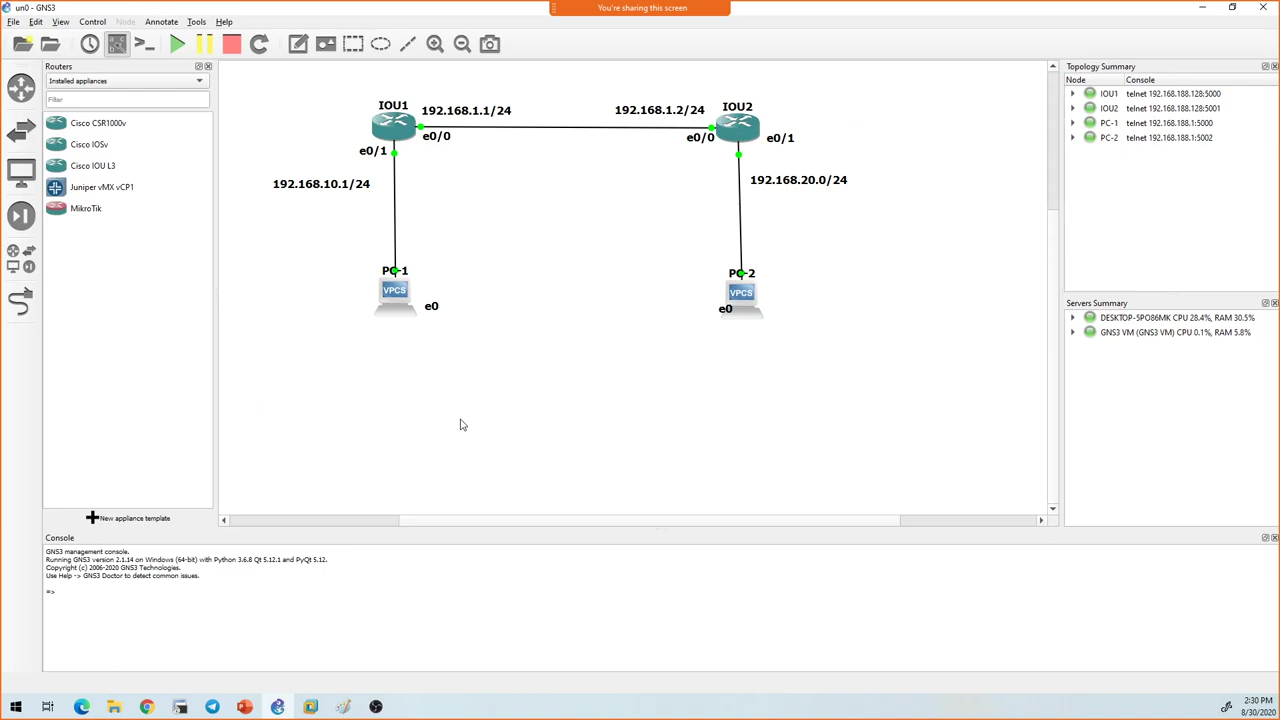 un0 - GNS3
You're sharing this screen
File Edit View Control Node Annotate Tools Help
Routers
Installed appliances
Filter
Cisco CSR1000v
Cisco IOSv
Cisco IOU L3
Juniper vMX vCP1
MikroTik
New appliance template
IOU1
192.168.1.1/24
e0/0
e0/1
192.168.10.1/24
192.168.1.2/24
IOU2
e0/0
e0/1
192.168.20.0/24
PC-1
VPCS
e0
PC-2
VPCS
e0
Topology Summary
Node Console
IOU1 telnet 192.168.188.128:5000
IOU2 telnet 192.168.188.128:5001
PC-1 telnet 192.168.1:5000
PC-2 telnet 192.168.1:5002
Servers Summary
DESKTOP-5PO86MK CPU 28.4%, RAM 30.5%
GNS3 VM (GNS3 VM) CPU 0.1%, RAM 5.8%
Console
GNS3 management console.
Running GNS3 version 2.1.14 on Windows (64-bit) with Python 3.6.8 Qt 5.12.1 and PyQt 5.12.
Copyright (c) 2006-2020 GNS3 Technologies.
Use Help -> GNS3 Doctor to detect common issues.
=>
2:30 PM
8/30/2020